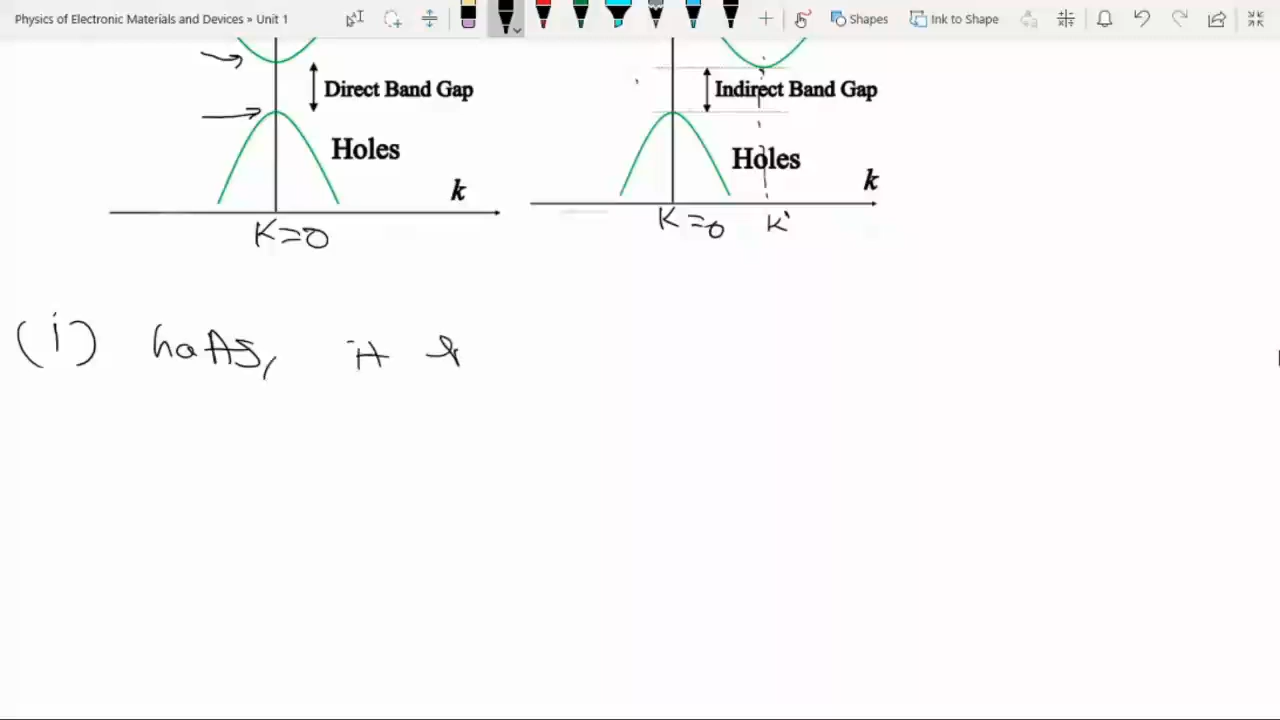 Physics of Electronic Materials and Devices » Unit 1
Shapes
Ink to Shape
Direct Band Gap
Holes
k
K=0
Indirect Band Gap
Holes
k
K=0 K'
(i) GaAs, it